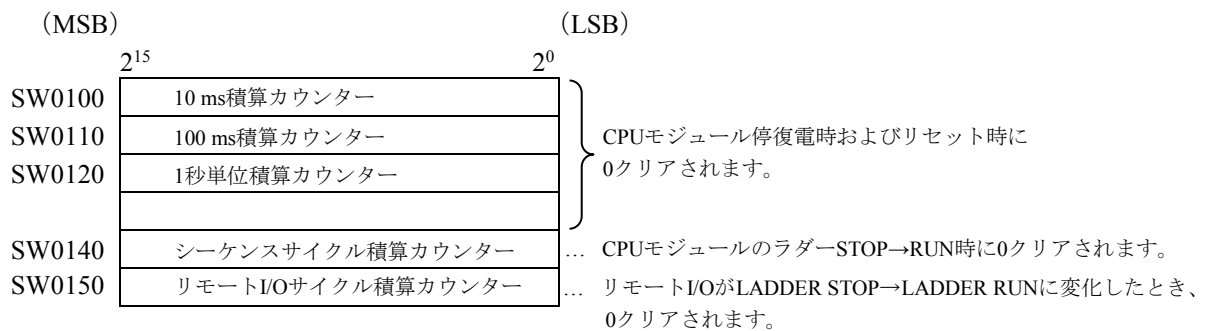 （MSB） （LSB）
2¹⁵ 2⁰
SW0100 10 ms積算カウンター
SW0110 100 ms積算カウンター
SW0120 1秒単位積算カウンター
CPUモジュール停復電時およびリセット時に
0クリアされます。
SW0140 シーケンスサイクル積算カウンター … CPUモジュールのラダーSTOP→RUN時に0クリアされます。
SW0150 リモートI/Oサイクル積算カウンター … リモートI/OがLADDER STOP→LADDER RUNに変化したとき、
0クリアされます。